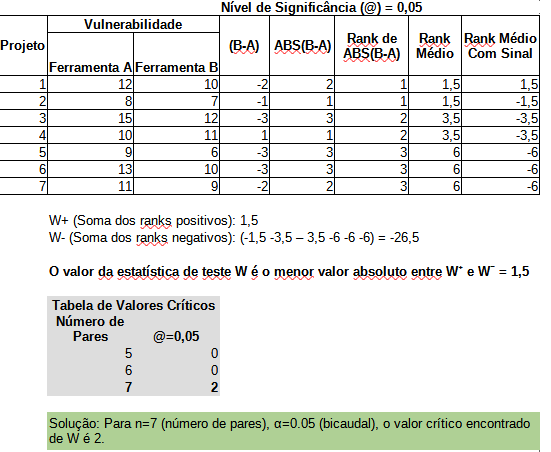 Nível de Significância (@) = 0,05
Projeto Vulnerabilidade (B-A) ABS(B-A) Rank de ABS(B-A) Rank Médio Rank Médio Com Sinal
Ferramenta A Ferramenta B
1 12 10 -2 2 1 1,5 1,5
2 8 7 -1 1 1 1,5 -1,5
3 15 12 -3 3 2 3,5 -3,5
4 10 11 1 1 2 3,5 -3,5
5 9 6 -3 3 3 6 -6
6 13 10 -3 3 3 6 -6
7 11 9 -2 2 3 6 -6
W+ (Soma dos ranks positivos): 1,5
W- (Soma dos ranks negativos): (-1,5 -3,5 – 3,5 -6 -6 -6) = -26,5
O valor da estatística de teste W é o menor valor absoluto entre W⁺ e W⁻ = 1,5
Tabela de Valores Críticos
Número de
Pares @=0,05
5 0
6 0
7 2
Solução: Para n=7 (número de pares), α=0.05 (bicaudal), o valor crítico encontrado
de W é 2.